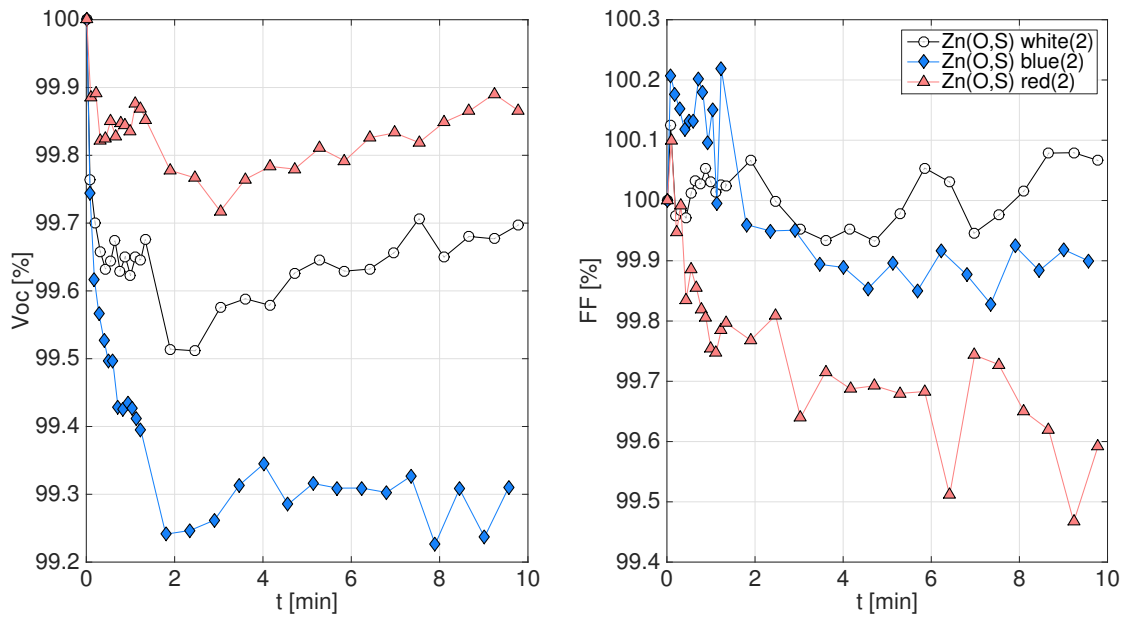 100
99.9
99.8
99.7
99.6
99.5
99.4
99.3
99.2
Voc [%]
0 2 4 6 8 10
t [min]
100.3
100.2
100.1
100
99.9
99.8
99.7
99.6
99.5
99.4
FF [%]
0 2 4 6 8 10
t [min]
Zn(O,S) white(2)
Zn(O,S) blue(2)
Zn(O,S) red(2)